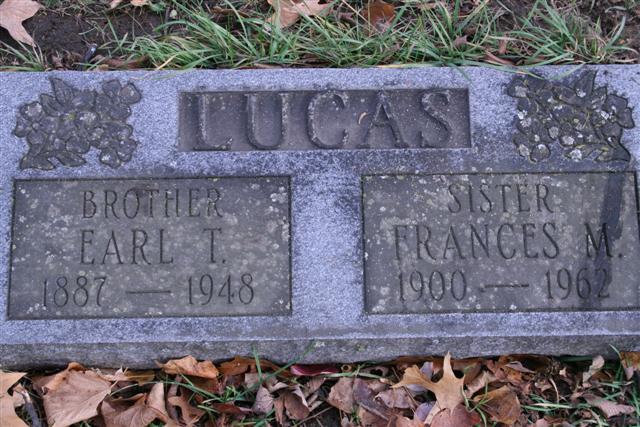 LUCAS
BROTHER
EARL T.
1887 — 1948
SISTER
FRANCES M.
1900 — 1962